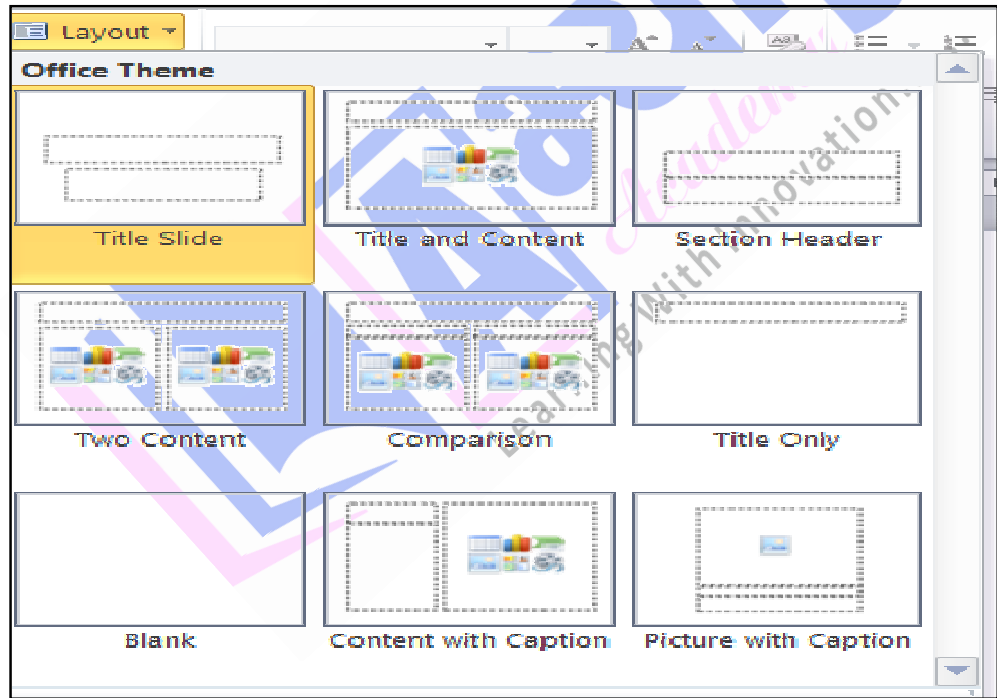 Layout
Office Theme
Title Slide
Title and Content
Section Header
Two Content
Comparison
Title Only
Blank
Content with Caption
Picture with Caption
Academy
Learning With Innovation.